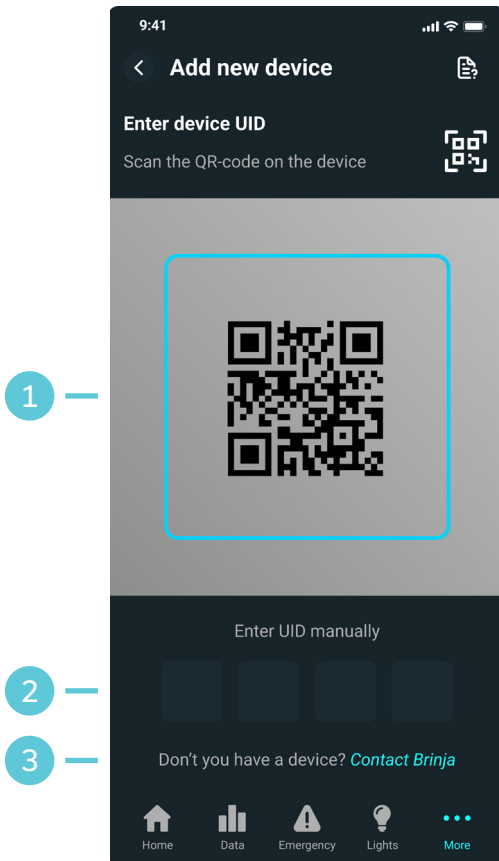 9:41
Add new device
Enter device UID
Scan the QR-code on the device
1
Enter UID manually
2
3
Don't you have a device? Contact Brinja
Home Data Emergency Lights More